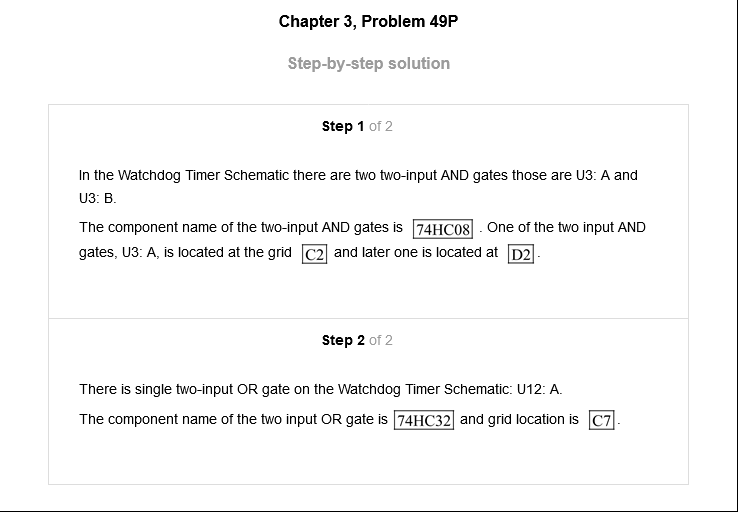 Chapter 3, Problem 49P
Step-by-step solution
Step 1 of 2
In the Watchdog Timer Schematic there are two two-input AND gates those are U3: A and
U3: B.
The component name of the two-input AND gates is 74HC08 . One of the two input AND
gates, U3: A, is located at the grid C2 and later one is located at D2 .
Step 2 of 2
There is single two-input OR gate on the Watchdog Timer Schematic: U12: A.
The component name of the two input OR gate is 74HC32 and grid location is C7 .